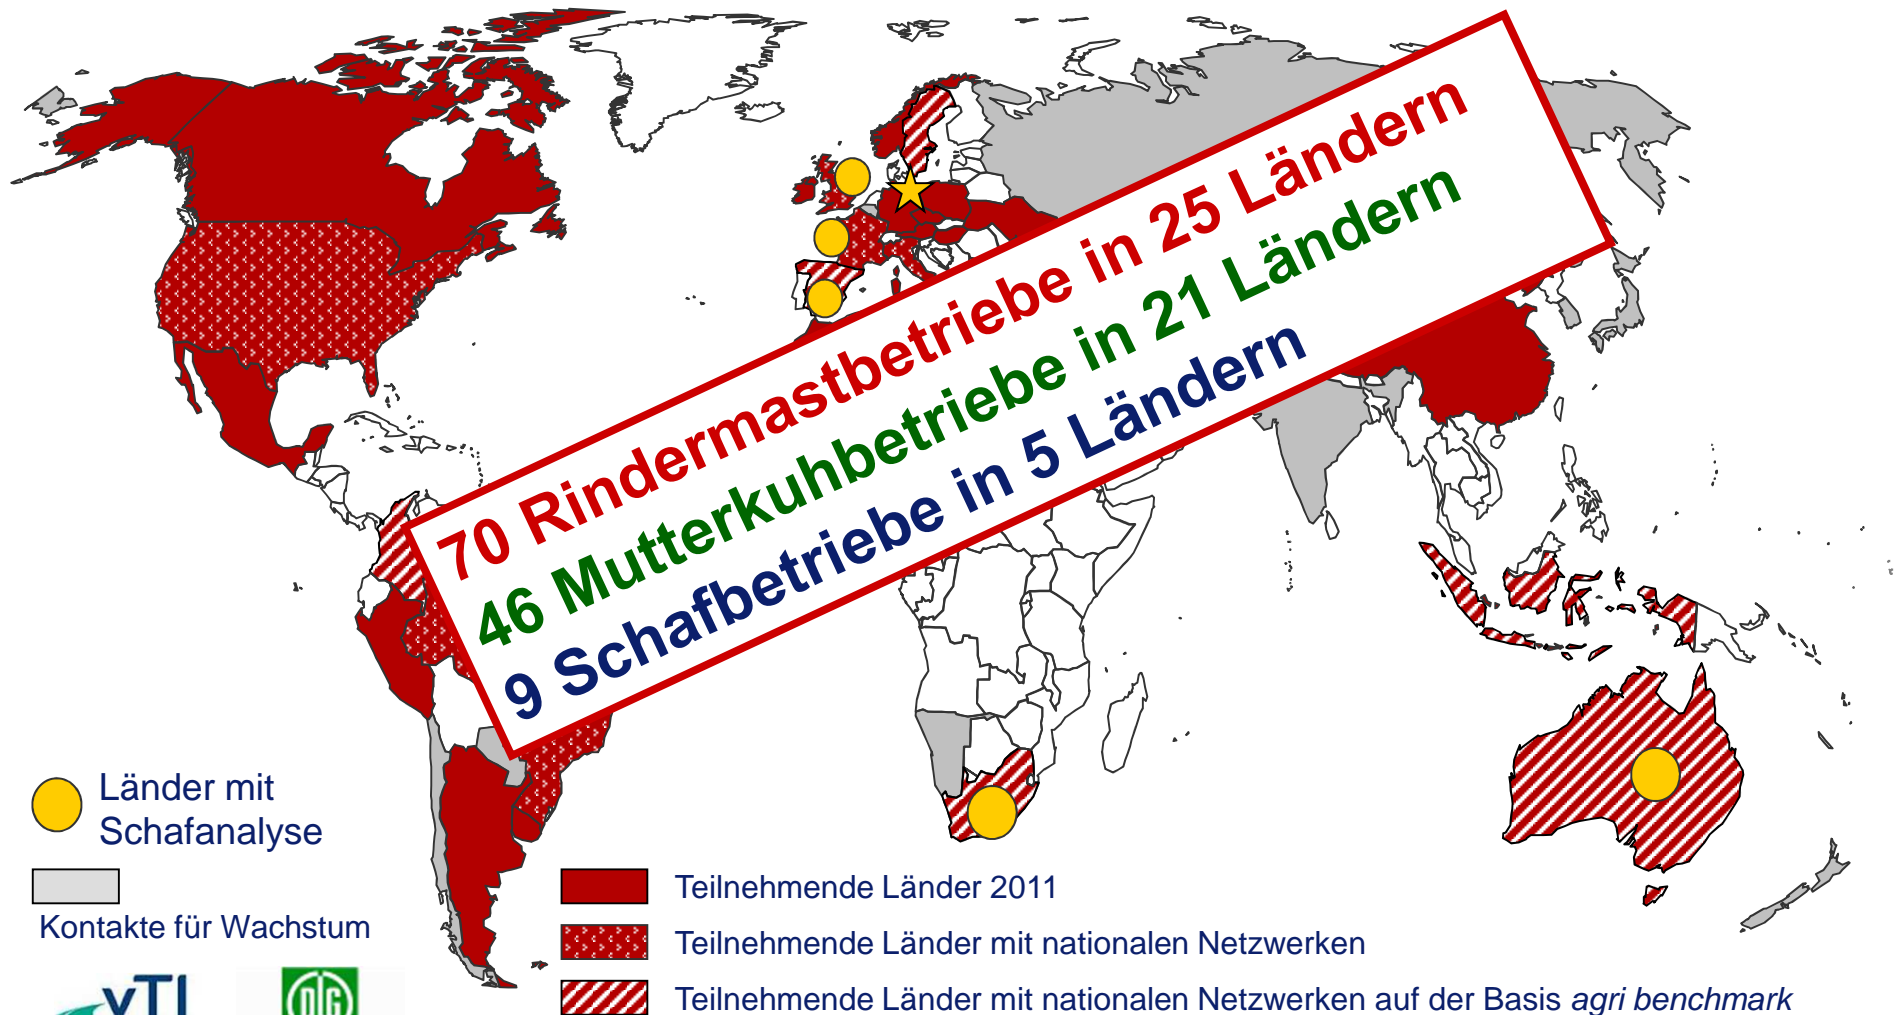 70 Rindermastbetriebe in 25 Ländern
46 Mutterkuhbetriebe in 21 Ländern
9 Schafbetriebe in 5 Ländern
Länder mit
Schafanalyse
Kontakte für Wachstum
Teilnehmende Länder 2011
Teilnehmende Länder mit nationalen Netzwerken
Teilnehmende Länder mit nationalen Netzwerken auf der Basis agri benchmark
vTI
DLG